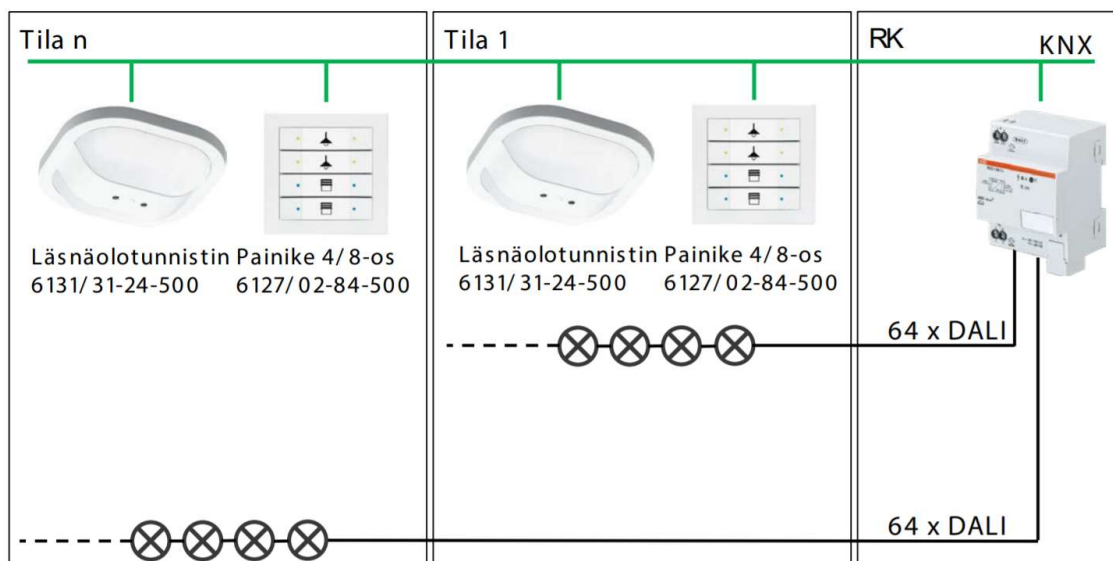 Tila n
Tila 1
RK
KNX
Läsnäolotunnistin Painike 4/8-os
6131/31-24-500 6127/02-84-500
Läsnäolotunnistin Painike 4/8-os
6131/31-24-500 6127/02-84-500
64 x DALI
64 x DALI